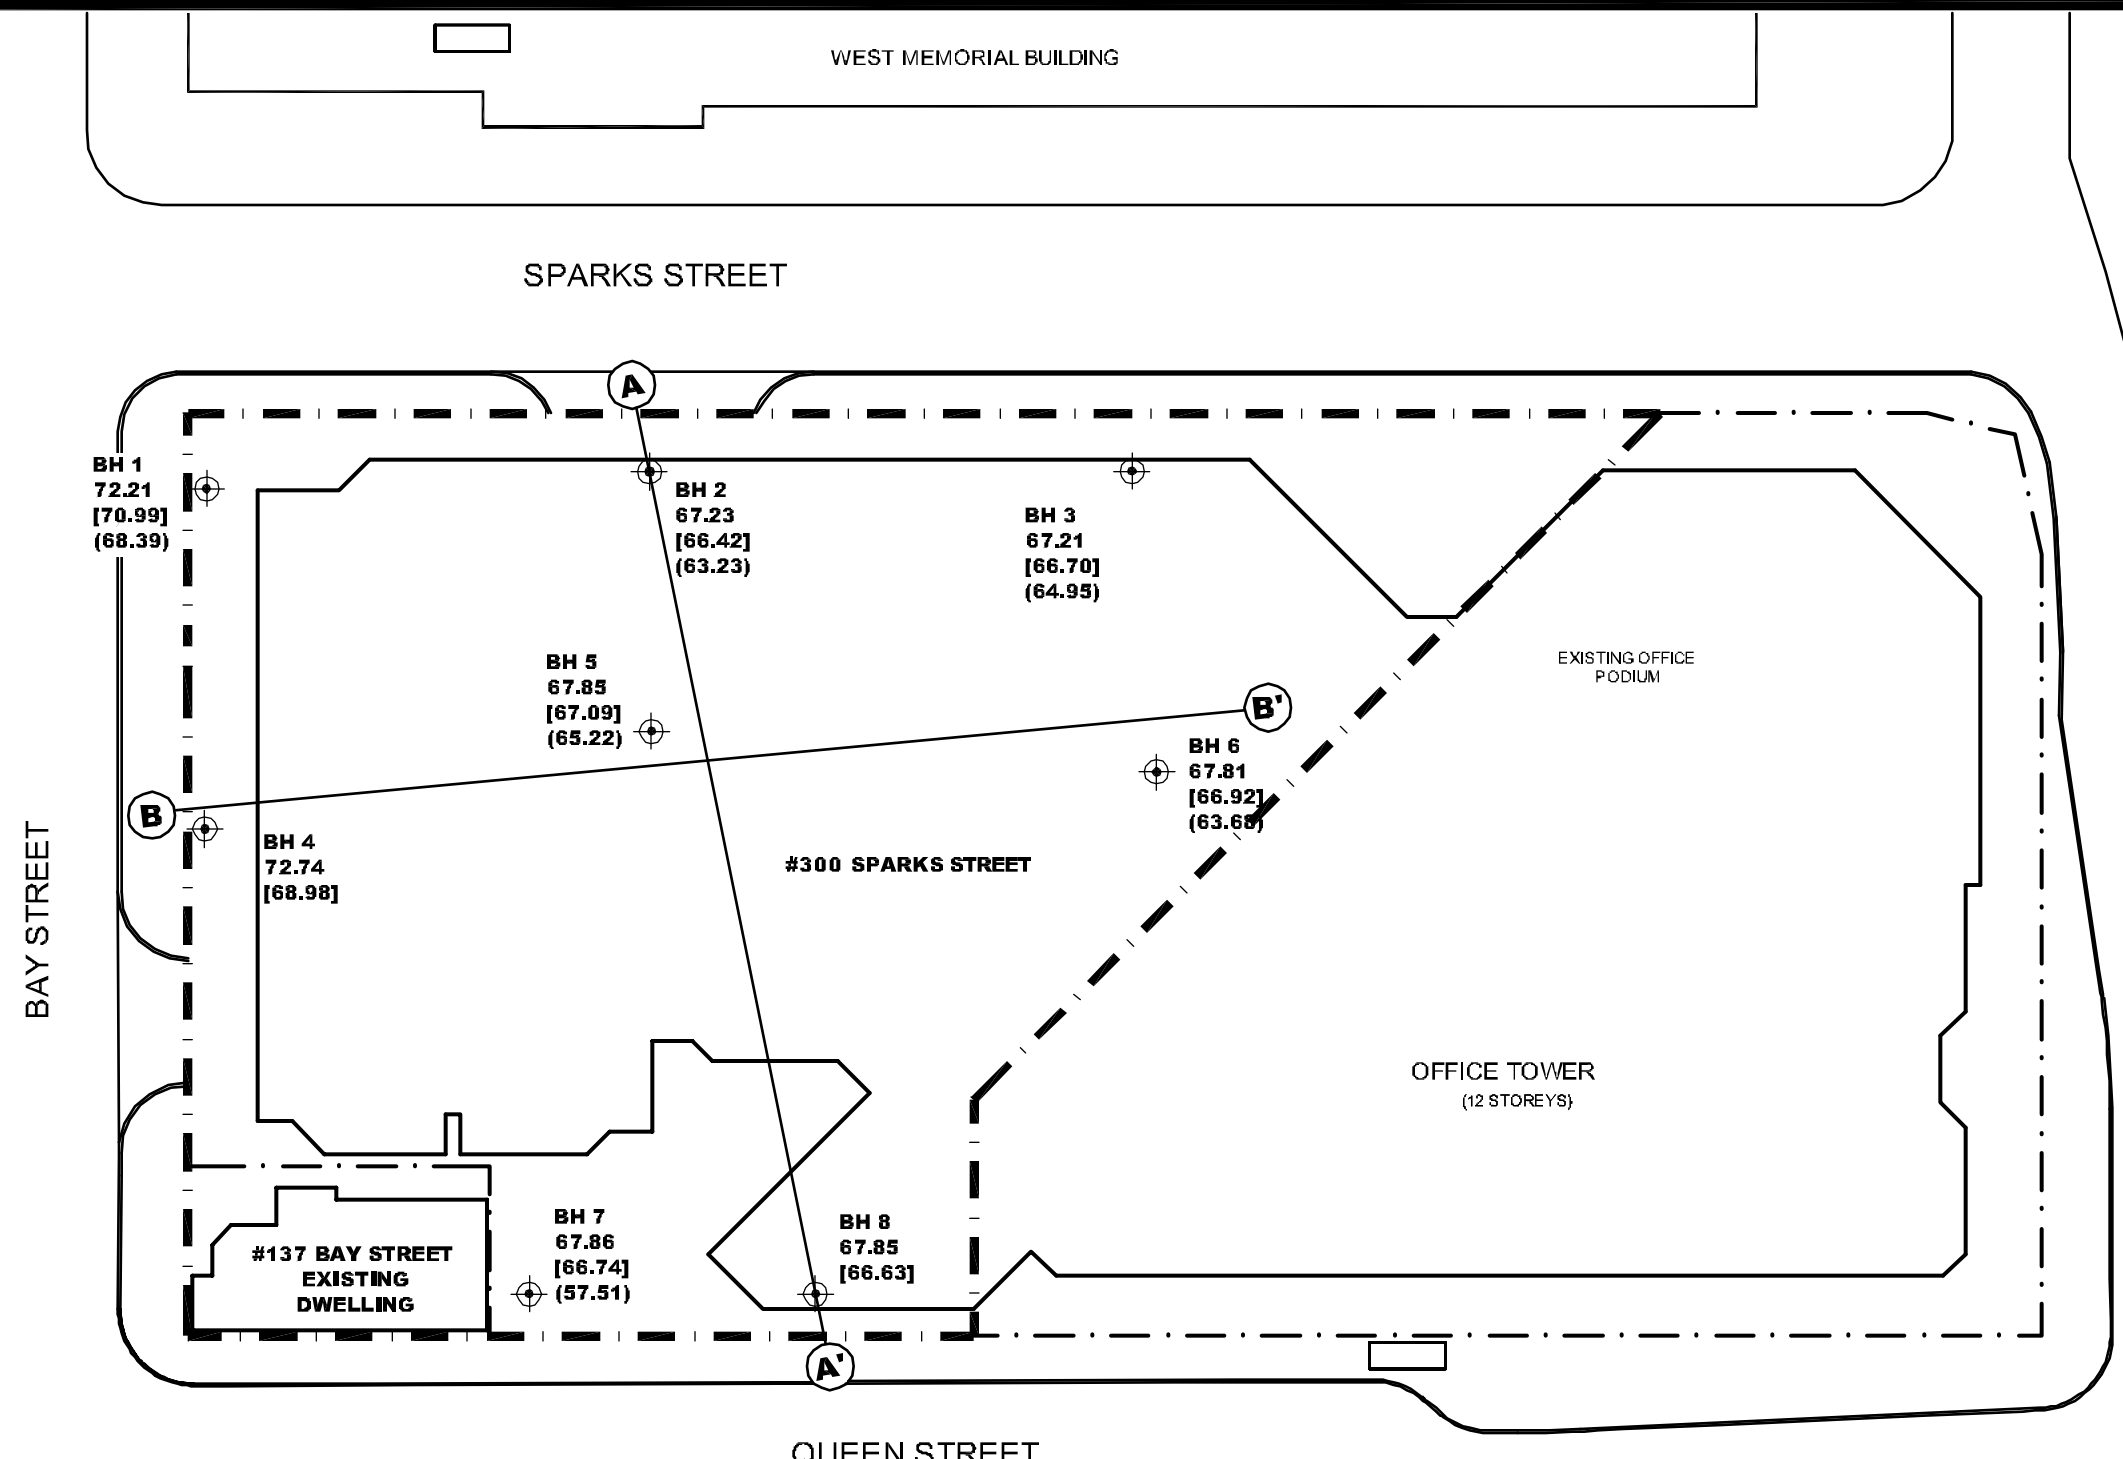 WEST MEMORIAL BUILDING
SPARKS STREET
A
BH 1
72.21
[70.99]
(68.39)
BH 2
67.23
[66.42]
(63.23)
BH 3
67.21
[66.70]
(64.95)
BH 5
67.85
[67.09]
(65.22)
EXISTING OFFICE
PODIUM
B'
BH 6
67.81
[66.92]
(63.68)
B
BH 4
72.74
[68.98]
#300 SPARKS STREET
BAY STREET
OFFICE TOWER
(12 STOREYS)
#137 BAY STREET
EXISTING
DWELLING
BH 7
67.86
[66.74]
(57.51)
BH 8
67.85
[66.63]
A'
QUEEN STREET